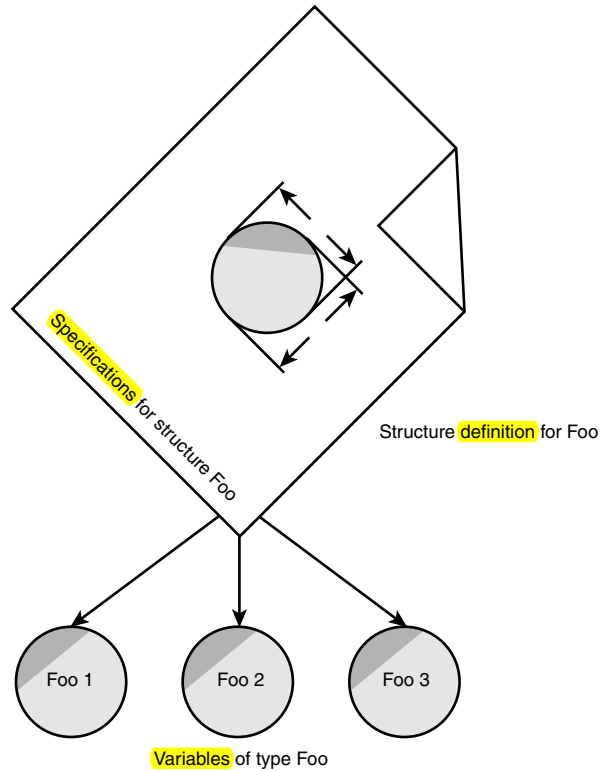 Specifications for structure Foo
Structure definition for Foo
Foo 1
Foo 2
Foo 3
Variables of type Foo